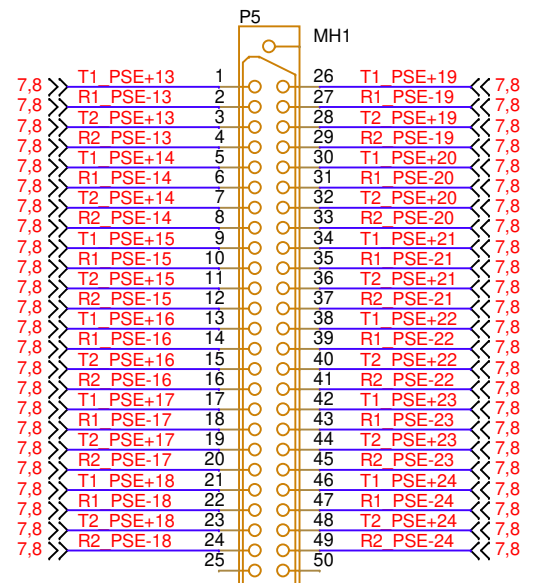 P5
MH1
7,8 T1_PSE+13 1 26 T1_PSE+19 7,8
7,8 R1_PSE-13 2 27 R1_PSE-19 7,8
7,8 T2_PSE+13 3 28 T2_PSE+19 7,8
7,8 R2_PSE-13 4 29 R2_PSE-19 7,8
7,8 T1_PSE+14 5 30 T1_PSE+20 7,8
7,8 R1_PSE-14 6 31 R1_PSE-20 7,8
7,8 T2_PSE+14 7 32 T2_PSE+20 7,8
7,8 R2_PSE-14 8 33 R2_PSE-20 7,8
7,8 T1_PSE+15 9 34 T1_PSE+21 7,8
7,8 R1_PSE-15 10 35 R1_PSE-21 7,8
7,8 T2_PSE+15 11 36 T2_PSE+21 7,8
7,8 R2_PSE-15 12 37 R2_PSE-21 7,8
7,8 T1_PSE+16 13 38 T1_PSE+22 7,8
7,8 R1_PSE-16 14 39 R1_PSE-22 7,8
7,8 T2_PSE+16 15 40 T2_PSE+22 7,8
7,8 R2_PSE-16 16 41 R2_PSE-22 7,8
7,8 T1_PSE+17 17 42 T1_PSE+23 7,8
7,8 R1_PSE-17 18 43 R1_PSE-23 7,8
7,8 T2_PSE+17 19 44 T2_PSE+23 7,8
7,8 R2_PSE-17 20 45 R2_PSE-23 7,8
7,8 T1_PSE+18 21 46 T1_PSE+24 7,8
7,8 R1_PSE-18 22 47 R1_PSE-24 7,8
7,8 T2_PSE+18 23 48 T2_PSE+24 7,8
7,8 R2_PSE-18 24 49 R2_PSE-24 7,8
25 50